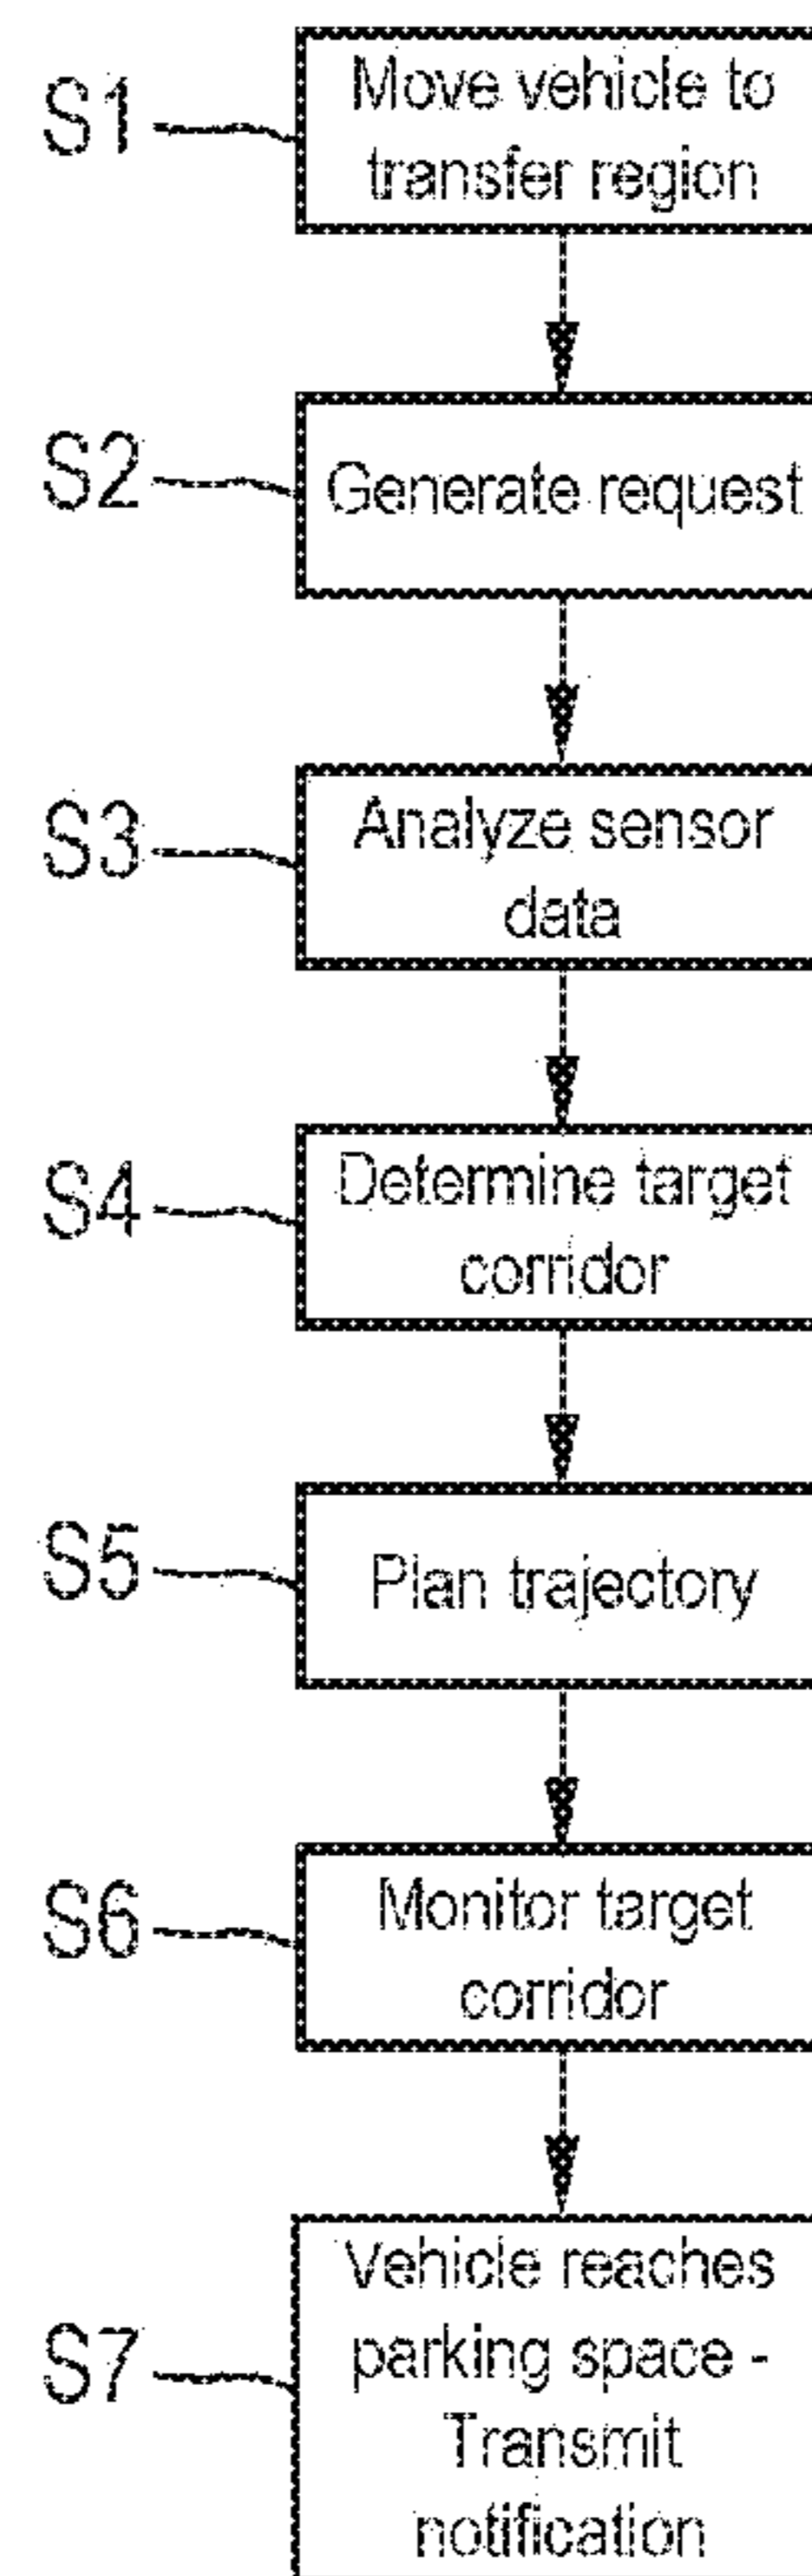 S1
Move vehicle to
transfer region
S2
Generate request
S3
Analyze sensor
data
S4
Determine target
corridor
S5
Plan trajectory
S6
Monitor target
corridor
S7
Vehicle reaches
parking space -
Transmit
notification